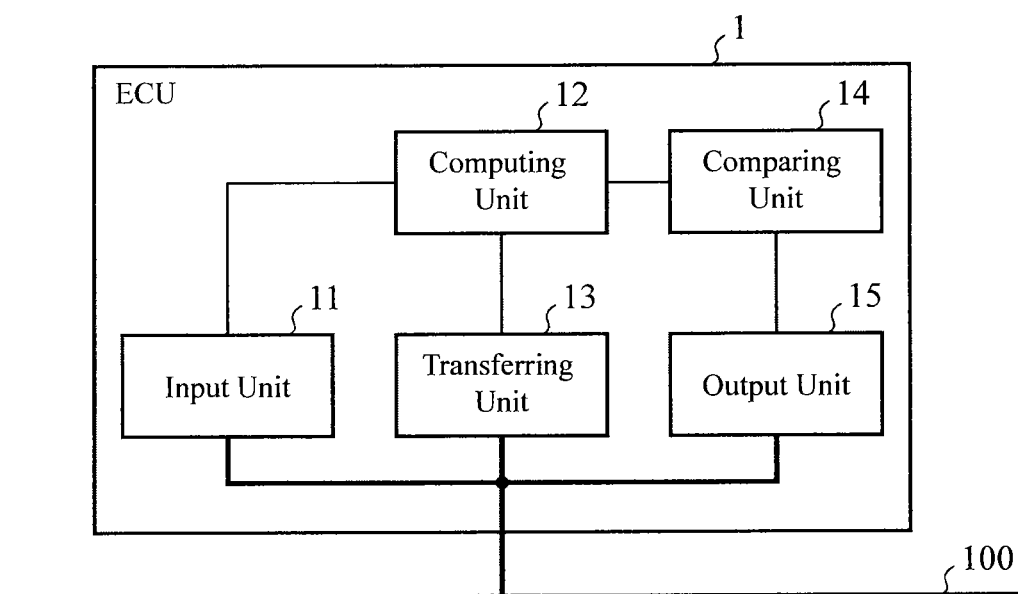 1
ECU
12
14
Computing
Unit
Comparing
Unit
11
13
15
Input Unit
Transferring
Unit
Output Unit
100